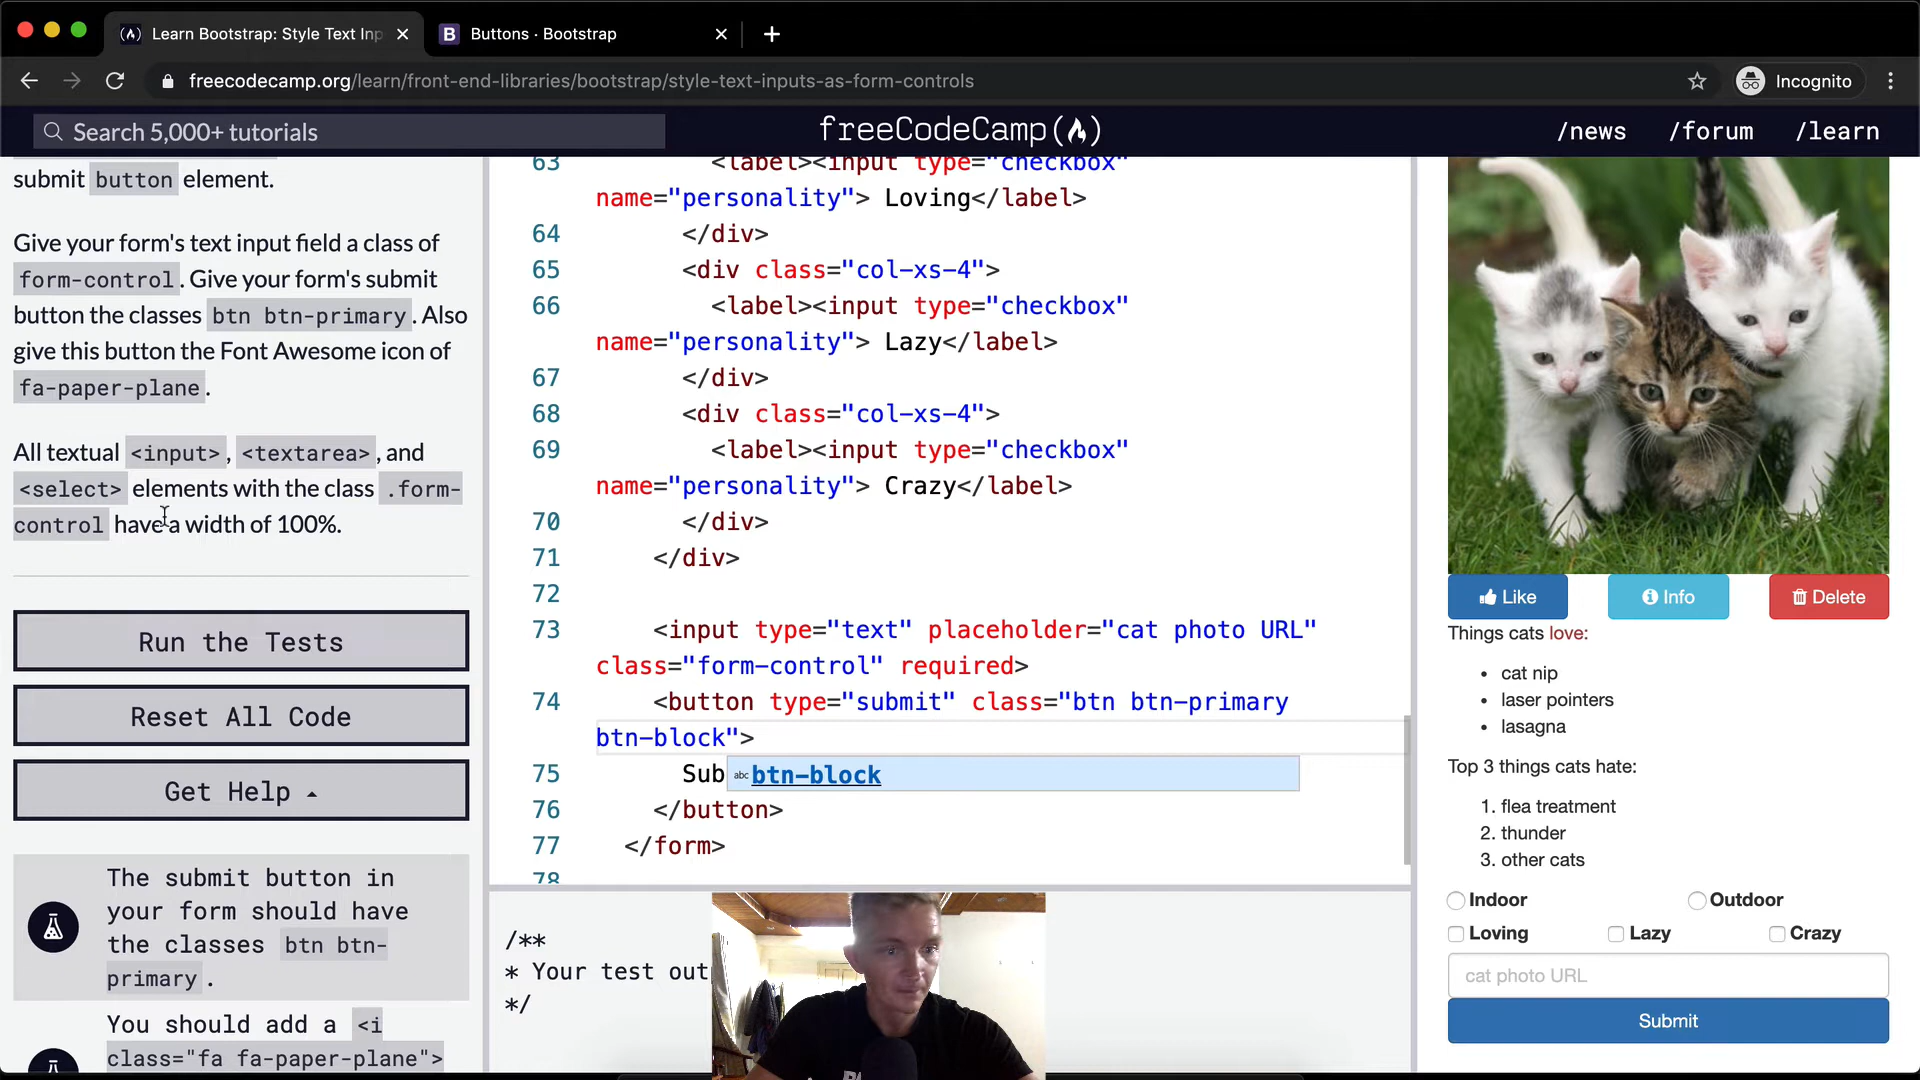 Learn Bootstrap: Style Text Inp
Buttons · Bootstrap
freecodecamp.org/learn/front-end-libraries/bootstrap/style-text-inputs-as-form-controls
Incognito
Search 5,000+ tutorials
freeCodeCamp
/news
/forum
/learn
submit button element.
Give your form's text input field a class of
form-control. Give your form's submit
button the classes btn btn-primary. Also
give this button the Font Awesome icon of
fa-paper-plane.
All textual <input>, <textarea>, and
<select> elements with the class .form-
control have a width of 100%.
Run the Tests
Reset All Code
Get Help
The submit button in
your form should have
the classes btn btn-
primary.
You should add a <i
class="fa fa-paper-plane">
63 <label><input type="checkbox"
name="personality"> Loving</label>
64 </div>
65 <div class="col-xs-4">
66 <label><input type="checkbox"
name="personality"> Lazy</label>
67 </div>
68 <div class="col-xs-4">
69 <label><input type="checkbox"
name="personality"> Crazy</label>
70 </div>
71 </div>
72
73 <input type="text" placeholder="cat photo URL"
class="form-control" required>
74 <button type="submit" class="btn btn-primary
btn-block">
75 Sub
abc btn-block
76 </button>
77 </form>
78
/**
* Your test out
*/
Like
Info
Delete
Things cats love:
• cat nip
• laser pointers
• lasagna
Top 3 things cats hate:
1. flea treatment
2. thunder
3. other cats
Indoor
Outdoor
Loving
Lazy
Crazy
cat photo URL
Submit